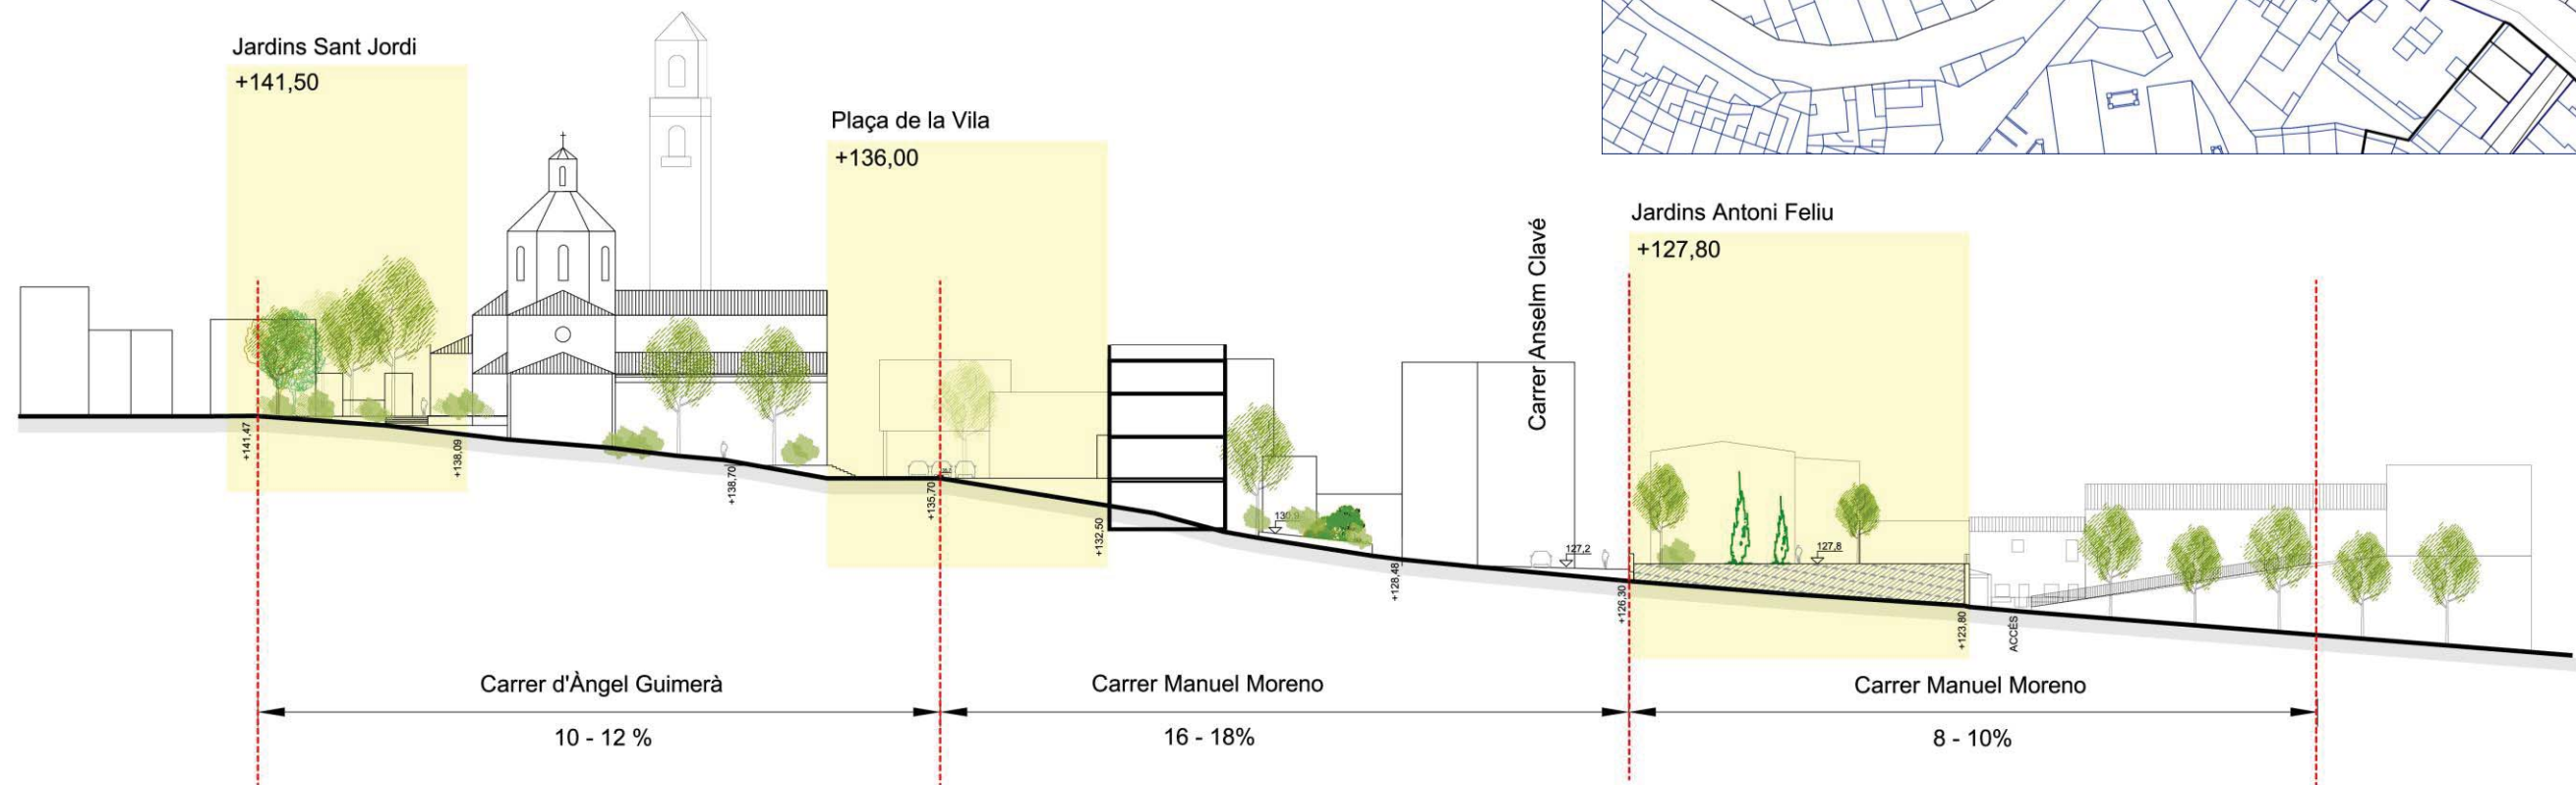 Jardins Sant Jordi
+141,50
Plaça de la Vila
+136,00
Carrer Anselm Clavé
Jardins Antoni Feliu
+127,80
+141,47
+138,09
+138,70
+135,70
+132,50
+128,48
127,2
+126,30
127,8
+123,80
ACCÉS
Carrer d'Àngel Guimerà
10 - 12 %
Carrer Manuel Moreno
16 - 18%
Carrer Manuel Moreno
8 - 10%